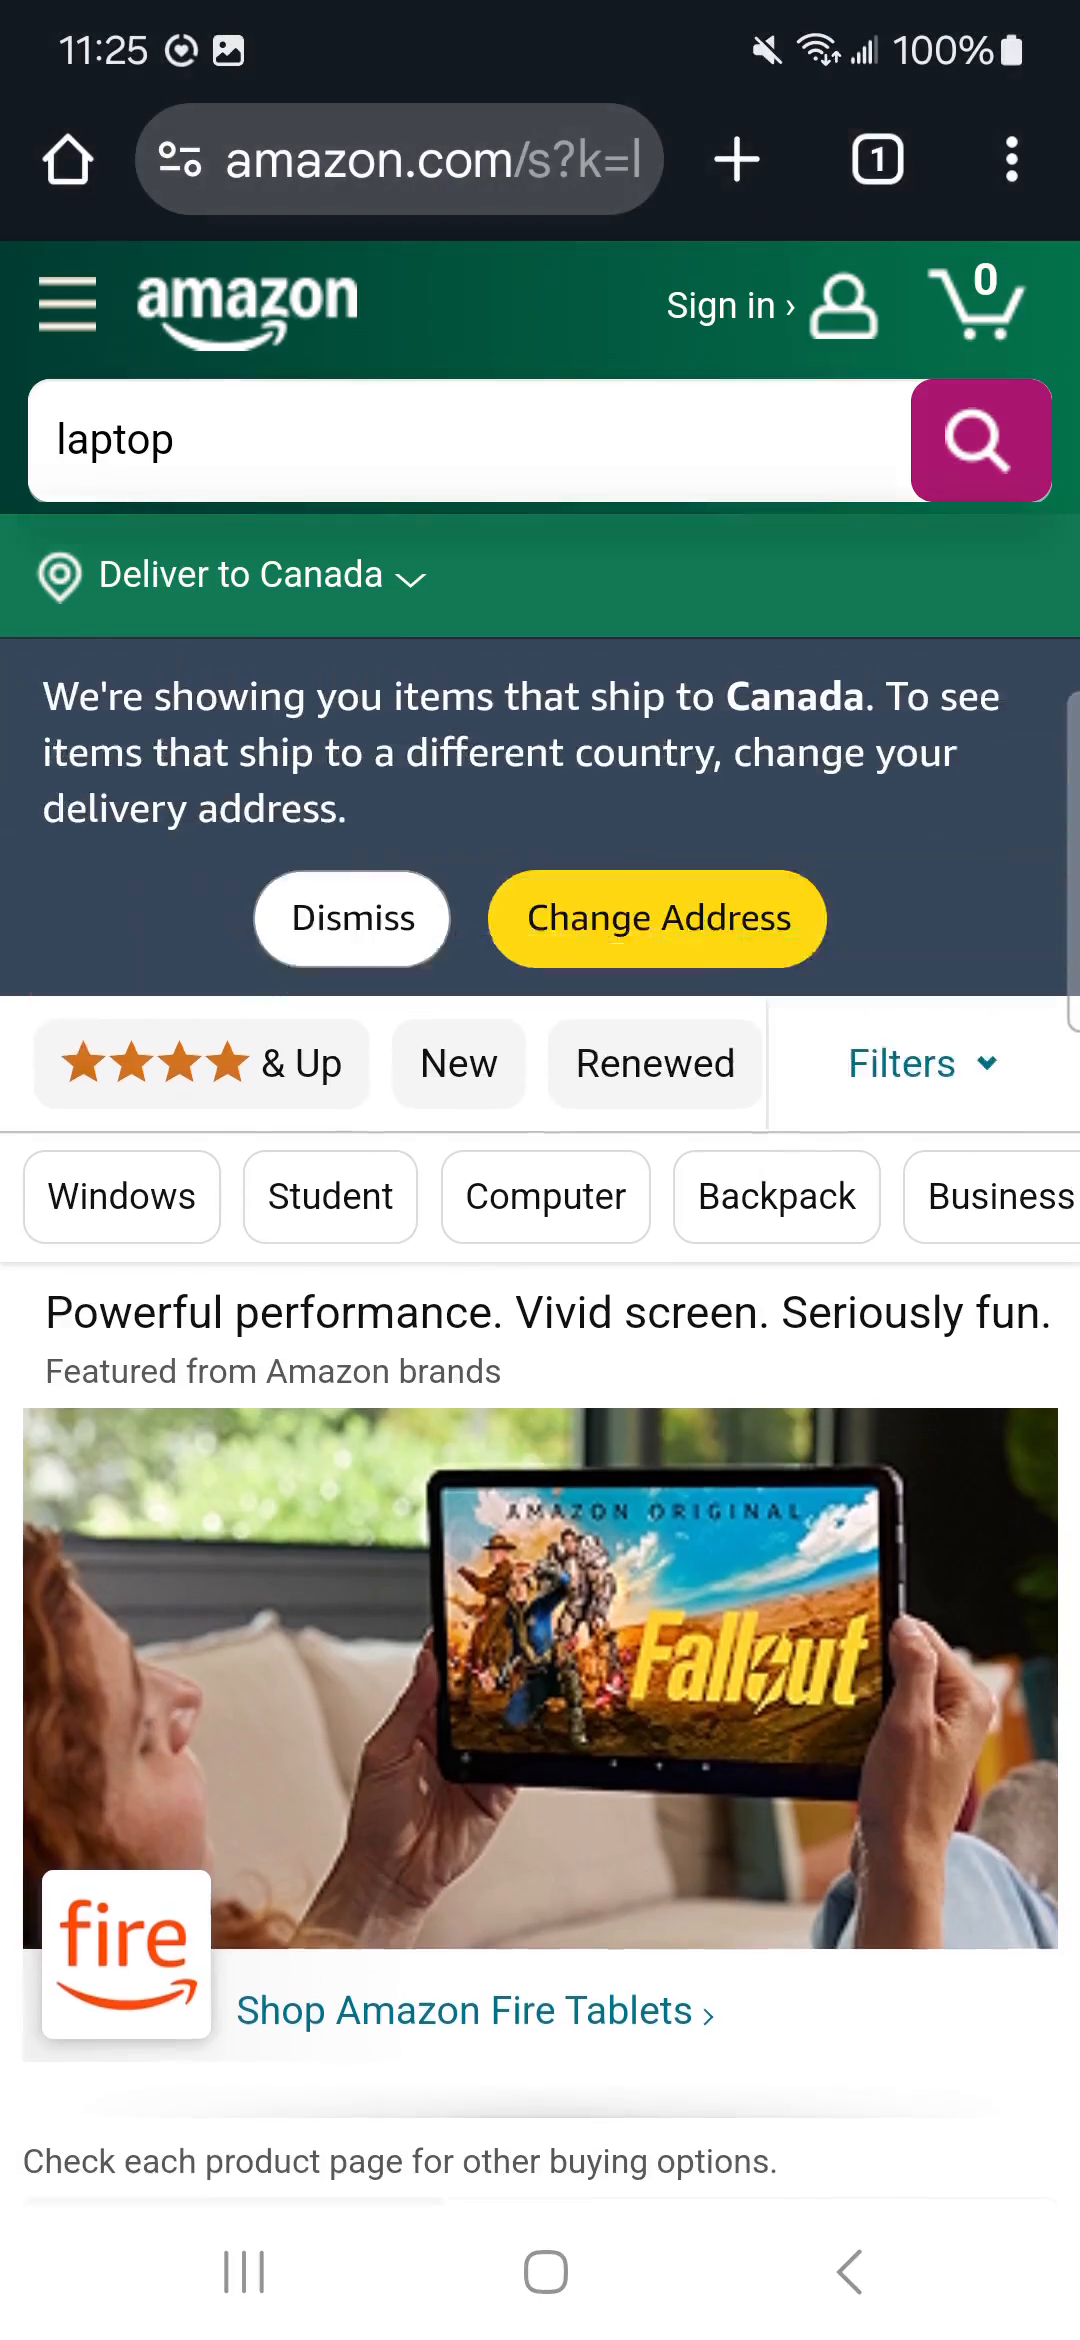 11:25
100%
amazon.com/s?k=l
1
amazon
Sign in ›
0
laptop
Deliver to Canada
We're showing you items that ship to Canada. To see
items that ship to a different country, change your
delivery address.
Dismiss
Change Address
& Up
New
Renewed
Filters
Windows
Student
Computer
Backpack
Business
Powerful performance. Vivid screen. Seriously fun.
Featured from Amazon brands
AMAZON ORIGINAL
Fallout
fire
Shop Amazon Fire Tablets ›
Check each product page for other buying options.